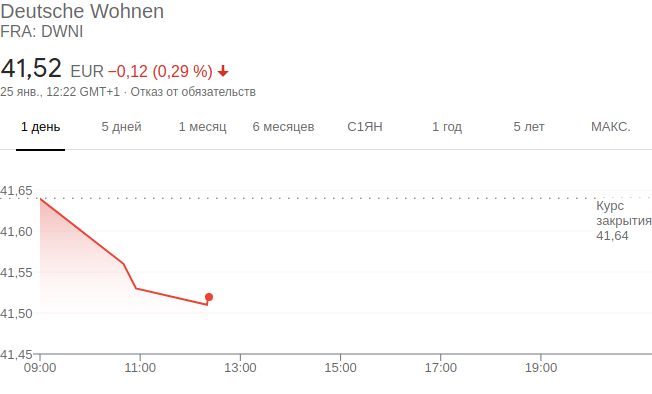 Deutsche Wohnen
FRA: DWNI
41,52 EUR −0,12 (0,29 %)
25 янв., 12:22 GMT+1 · Отказ от обязательств
1 день 5 дней 1 месяц 6 месяцев С1ЯН 1 год 5 лет МАКС.
41,65
Курс
закрытия
41,64
41,60
41,55
41,50
41,45
09:00 11:00 13:00 15:00 17:00 19:00